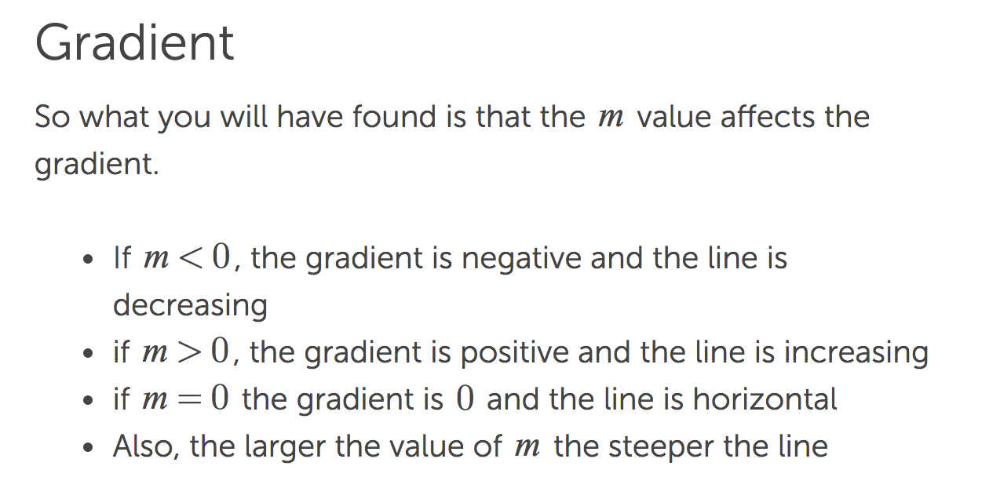 Gradient
So what you will have found is that the m value affects the
gradient.
• If m < 0, the gradient is negative and the line is
decreasing
• if m > 0, the gradient is positive and the line is increasing
• if m = 0 the gradient is 0 and the line is horizontal
• Also, the larger the value of m the steeper the line